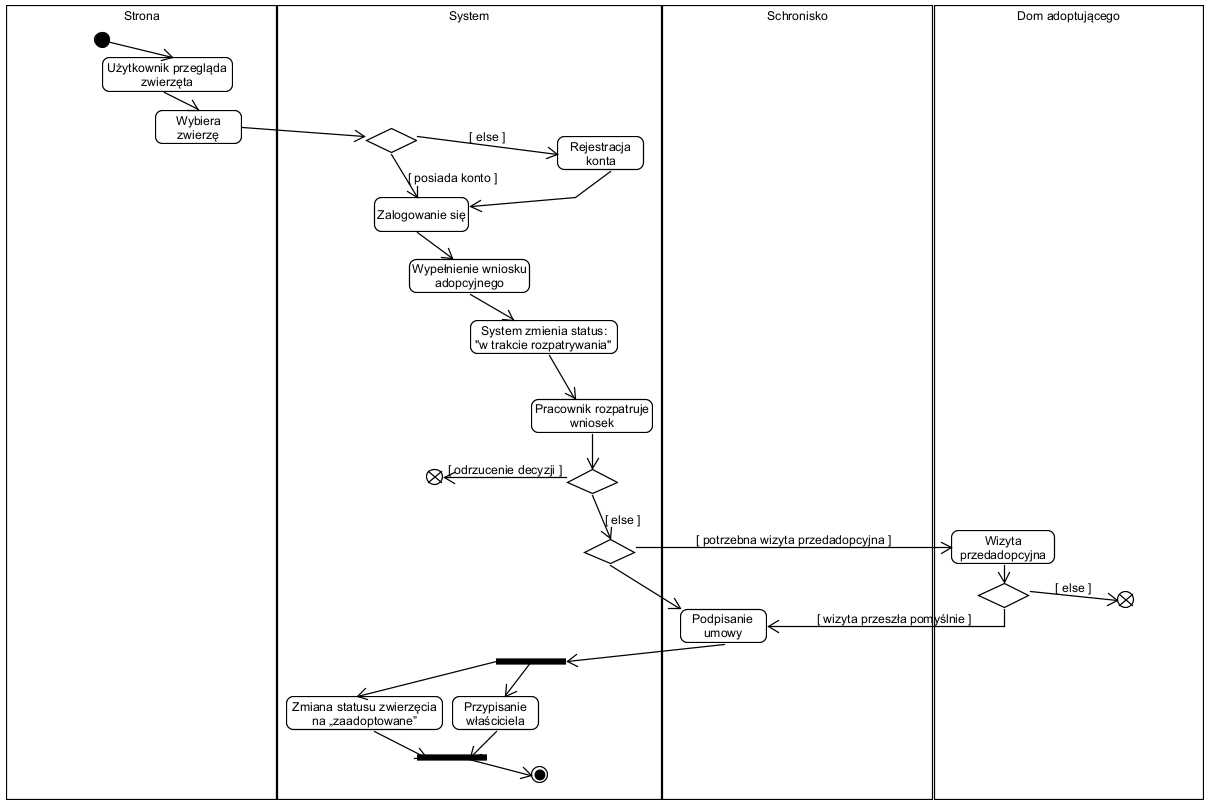 Strona
System
Schronisko
Dom adoptującego
Użytkownik przegląda
zwierzęta
Wybiera
zwierzę
[ else ]
Rejestracja
konta
[ posiada konto ]
Zalogowanie się
Wypełnienie wniosku
adopcyjnego
System zmienia status:
"w trakcie rozpatrywania"
Pracownik rozpatruje
wniosek
[ odrzucenie decyzji ]
[ else ]
[ potrzebna wizyta przedadopcyjna ]
Wizyta
przedadopcyjna
[ else ]
[ wizyta przeszła pomyślnie ]
Podpisanie
umowy
Zmiana statusu zwierzęcia
na „zaadoptowane”
Przypisanie
właściciela